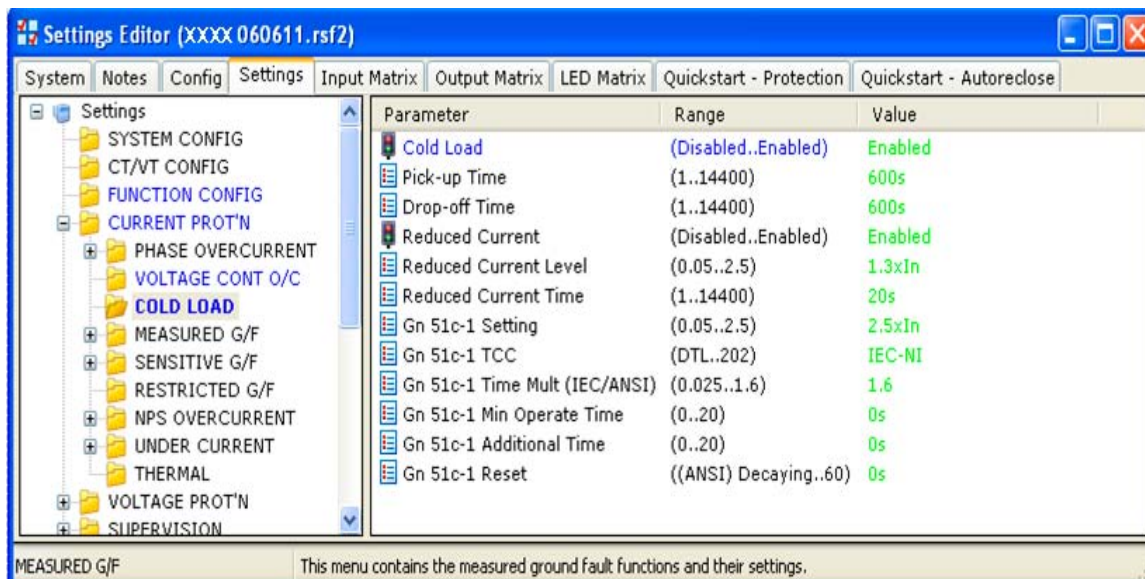 Settings Editor (XXXX 060611.rsf2)
System Notes Config Settings Input Matrix Output Matrix LED Matrix Quickstart - Protection Quickstart - Autoreclose
Settings
SYSTEM CONFIG
CT/VT CONFIG
FUNCTION CONFIG
CURRENT PROT'N
PHASE OVERCURRENT
VOLTAGE CONT O/C
COLD LOAD
MEASURED G/F
SENSITIVE G/F
RESTRICTED G/F
NPS OVERCURRENT
UNDER CURRENT
THERMAL
VOLTAGE PROT'N
SUPERVISION
Parameter Range Value
Cold Load (Disabled..Enabled) Enabled
Pick-up Time (1..14400) 600s
Drop-off Time (1..14400) 600s
Reduced Current (Disabled..Enabled) Enabled
Reduced Current Level (0.05..2.5) 1.3xIn
Reduced Current Time (1..14400) 20s
Gn 51c-1 Setting (0.05..2.5) 2.5xIn
Gn 51c-1 TCC (DTL..202) IEC-NI
Gn 51c-1 Time Mult (IEC/ANSI) (0.025..1.6) 1.6
Gn 51c-1 Min Operate Time (0..20) 0s
Gn 51c-1 Additional Time (0..20) 0s
Gn 51c-1 Reset ((ANSI) Decaying..60) 0s
MEASURED G/F This menu contains the measured ground fault functions and their settings.